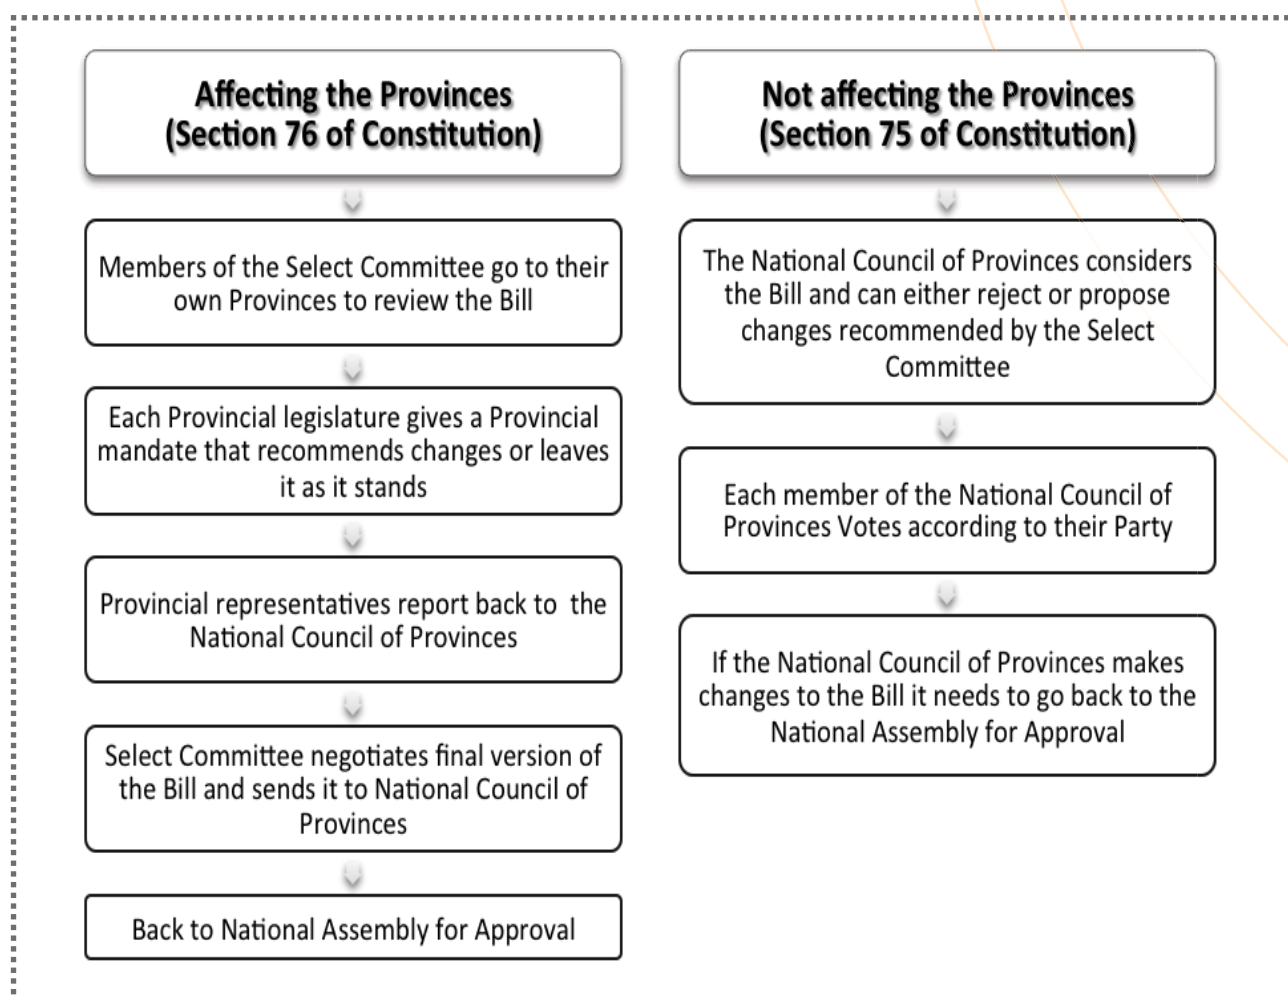 Affecting the Provinces
(Section 76 of Constitution)
Members of the Select Committee go to their
own Provinces to review the Bill
Each Provincial legislature gives a Provincial
mandate that recommends changes or leaves
it as it stands
Provincial representatives report back to the
National Council of Provinces
Select Committee negotiates final version of
the Bill and sends it to National Council of
Provinces
Back to National Assembly for Approval
Not affecting the Provinces
(Section 75 of Constitution)
The National Council of Provinces considers
the Bill and can either reject or propose
changes recommended by the Select
Committee
Each member of the National Council of
Provinces Votes according to their Party
If the National Council of Provinces makes
changes to the Bill it needs to go back to the
National Assembly for Approval